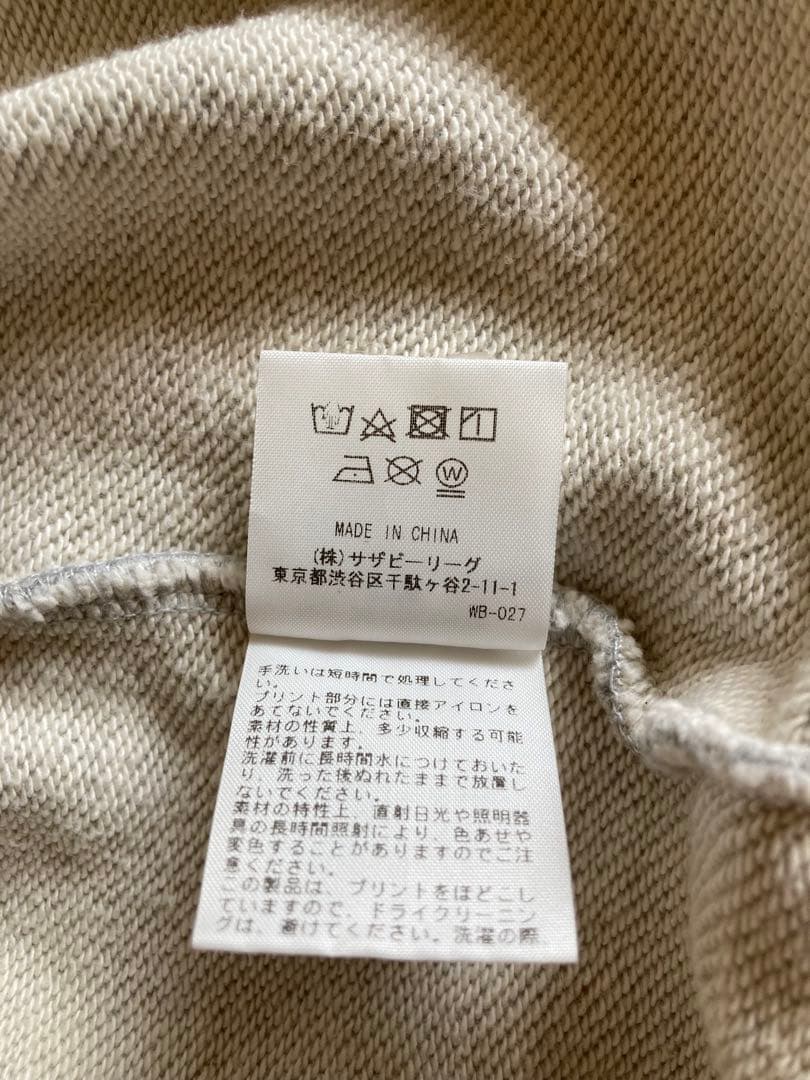 W
MADE IN CHINA
(株)サザビーリーグ
東京都渋谷区千駄ヶ谷2-11-1
WB-027
手洗いは短時間で処理してくださ
い。
プリント部分には直接アイロンを
あてないでください。
素材の性質上、多少収縮する可能
性があります。
洗濯前に長時間水につけておいた
り、洗った後ぬれたままで放置し
ないでください。
素材の特性上、直射日光や照明器
具の長時間照射により、色あせや
変色することがありますのでご注
意ください。
この製品は、プリントをほどこし
ていますので、ドライクリーニン
グは、避けてください。洗濯の際